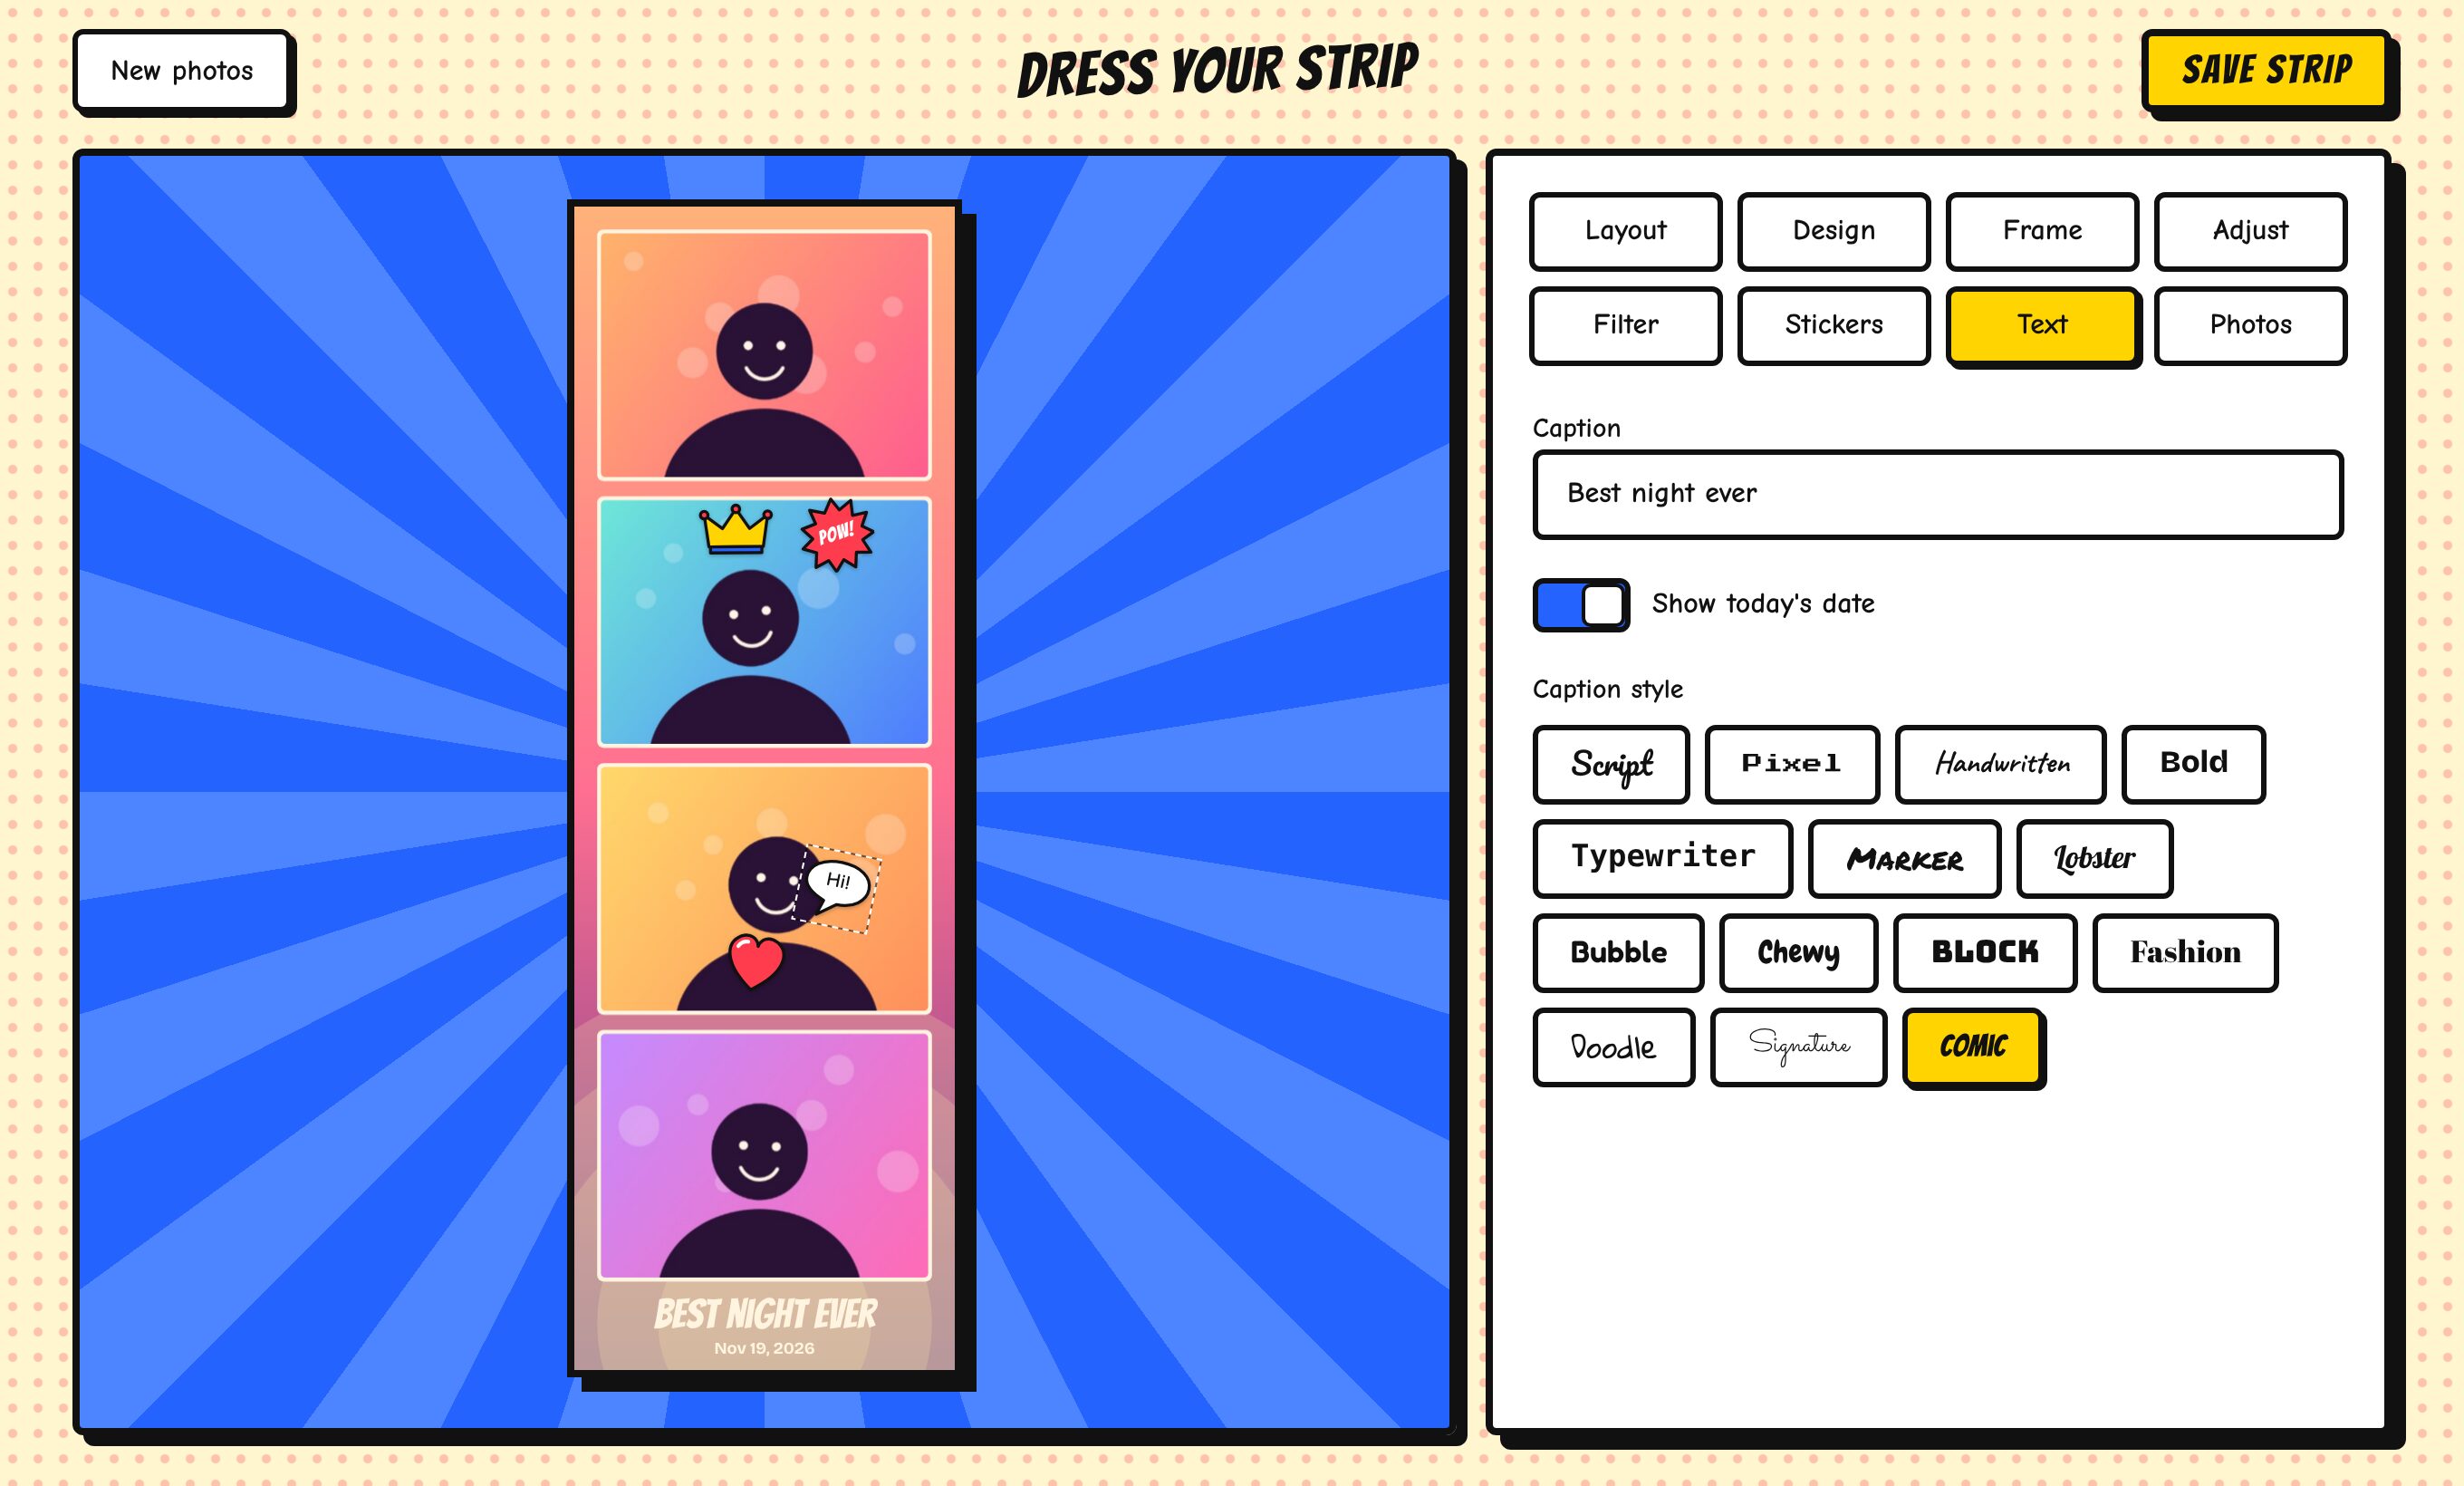 New photos
DRESS YOUR STRIP
SAVE STRIP
Layout
Design
Frame
Adjust
Filter
Stickers
Text
Photos
Caption
Best night ever
Show today's date
Caption style
Script
Pixel
Handwritten
Bold
Typewriter
MARKER
Lobster
Bubble
Chewy
BLOCK
Fashion
Doodle
Signature
COMIC
POW!
Hi!
BEST NIGHT EVER
Nov 19, 2026